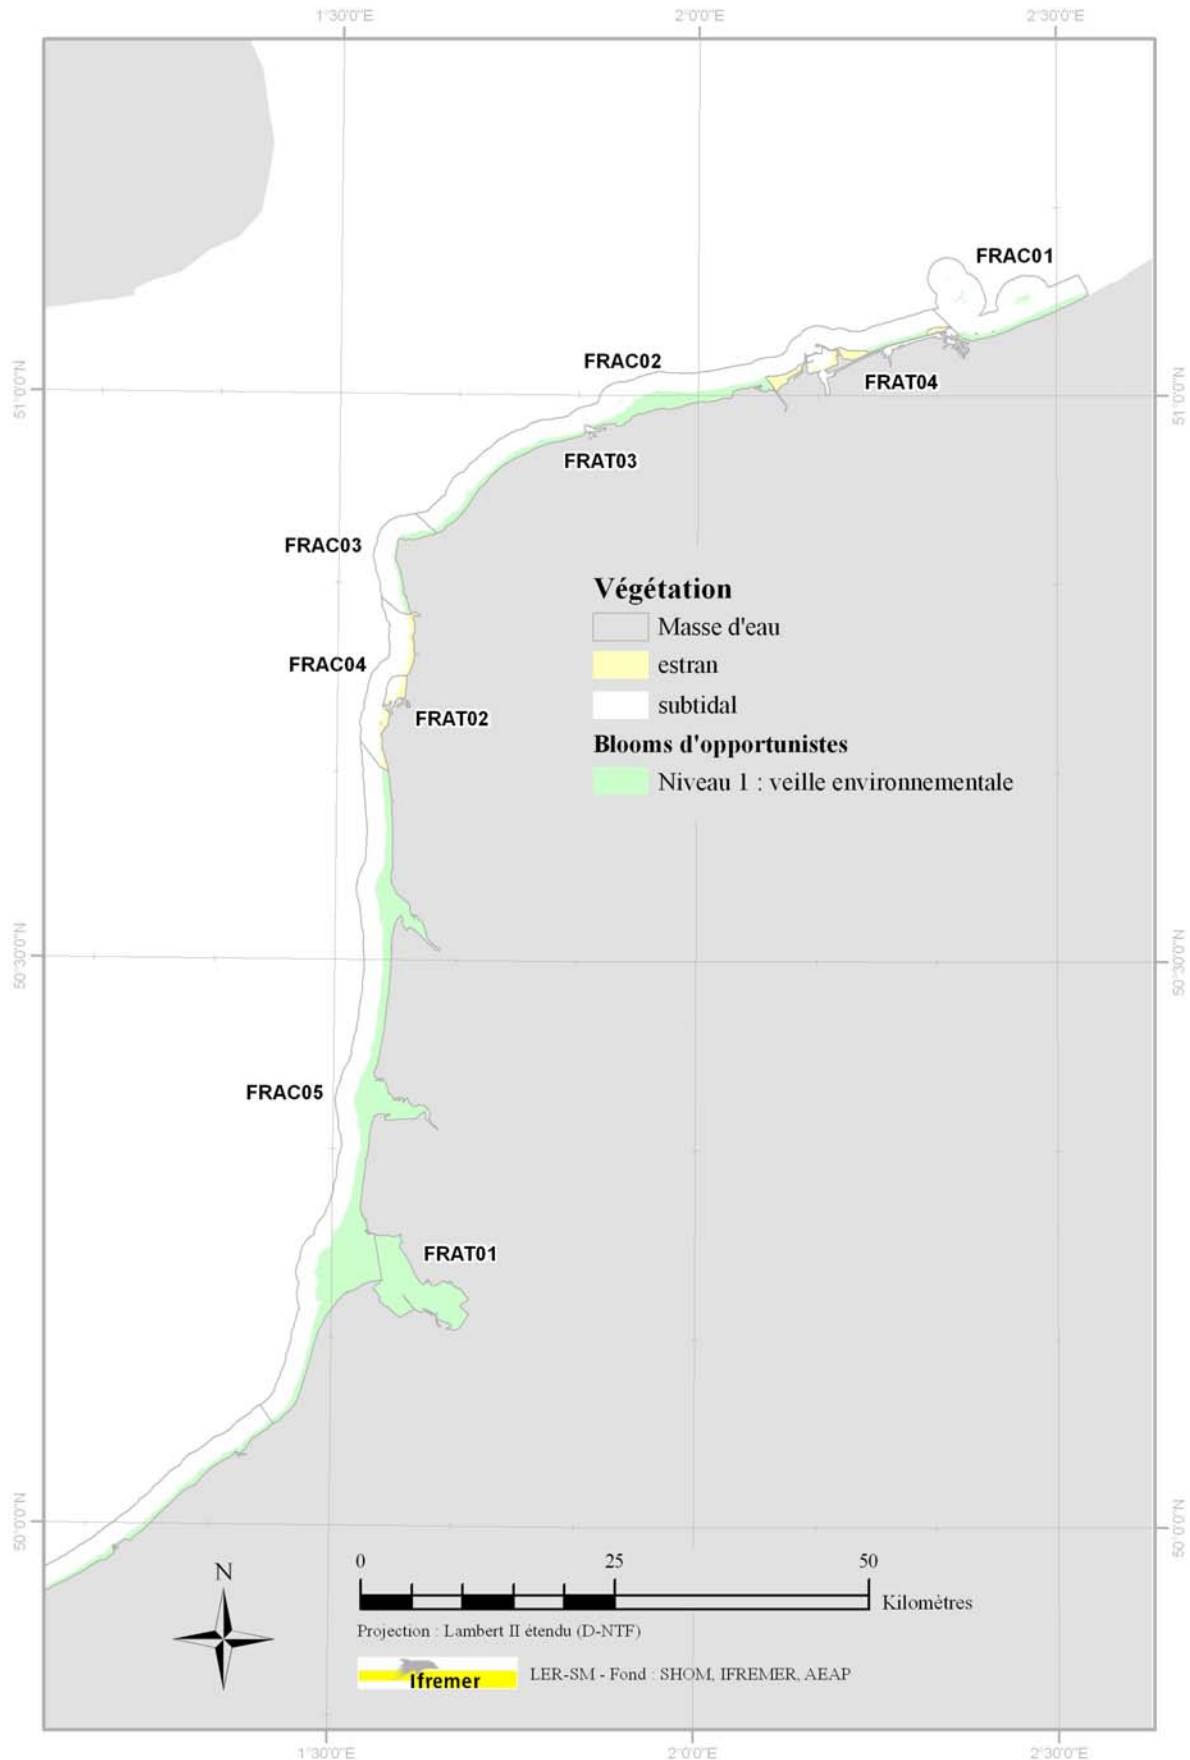 1°30'0"E 2°0'0"E 2°30'0"E
FRAC01
FRAC02
51°0'0"N
51°0'0"N
FRAT04
FRAT03
FRAC03
Végétation
Masse d'eau
FRAC04
estran
subtidal
FRAT02
Blooms d'opportunistes
Niveau 1 : veille environnementale
50°30'0"N
50°30'0"N
FRAC05
FRAT01
50°0'0"N
50°0'0"N
N
0 25 50
Kilomètres
Projection : Lambert II étendu (D-NTF)
Ifremer
LER-SM - Fond : SHOM, IFREMER, AEAP
1°30'0"E 2°0'0"E 2°30'0"E